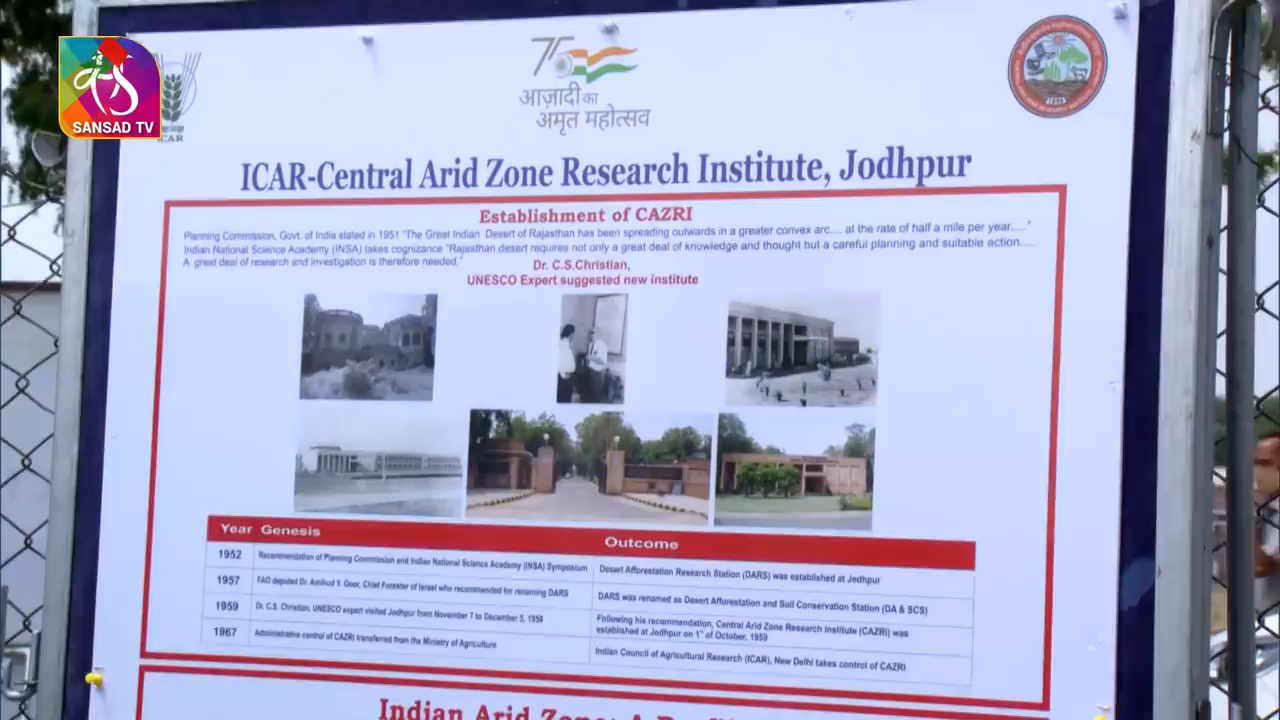 SANSAD TV
ICAR
75
आज़ादी का
अमृत महोत्सव
1959
ICAR-Central Arid Zone Research Institute, Jodhpur
Establishment of CAZRI
Planning Commission, Govt. of India stated in 1951 "The Great Indian Desert of Rajasthan has been spreading outwards in a greater convex arc.... at the rate of half a mile per year....."
Indian National Science Academy (INSA) takes cognizance "Rajasthan desert requires not only a great deal of knowledge and thought but a careful planning and suitable action.....
A great deal of research and investigation is therefore needed."
Dr. C.S.Christian,
UNESCO Expert suggested new institute
Year Genesis Outcome
1952 Recommendation of Planning Commission and Indian National Science Academy (INSA) Symposium Desert Afforestation Research Station (DARS) was established at Jodhpur
1957 FAO deputed Dr. Amihud Y. Goor, Chief Forester of Israel who recommended for renaming DARS DARS was renamed as Desert Afforestation and Soil Conservation Station (DA & SCS)
1959 Dr. C.S. Christian, UNESCO expert visited Jodhpur from November 7 to December 5, 1958 Following his recommendation, Central Arid Zone Research Institute (CAZRI) was
established at Jodhpur on 1st of October, 1959
1967 Administrative control of CAZRI transferred from the Ministry of Agriculture Indian Council of Agricultural Research (ICAR), New Delhi takes control of CAZRI
Indian Arid Zone: A